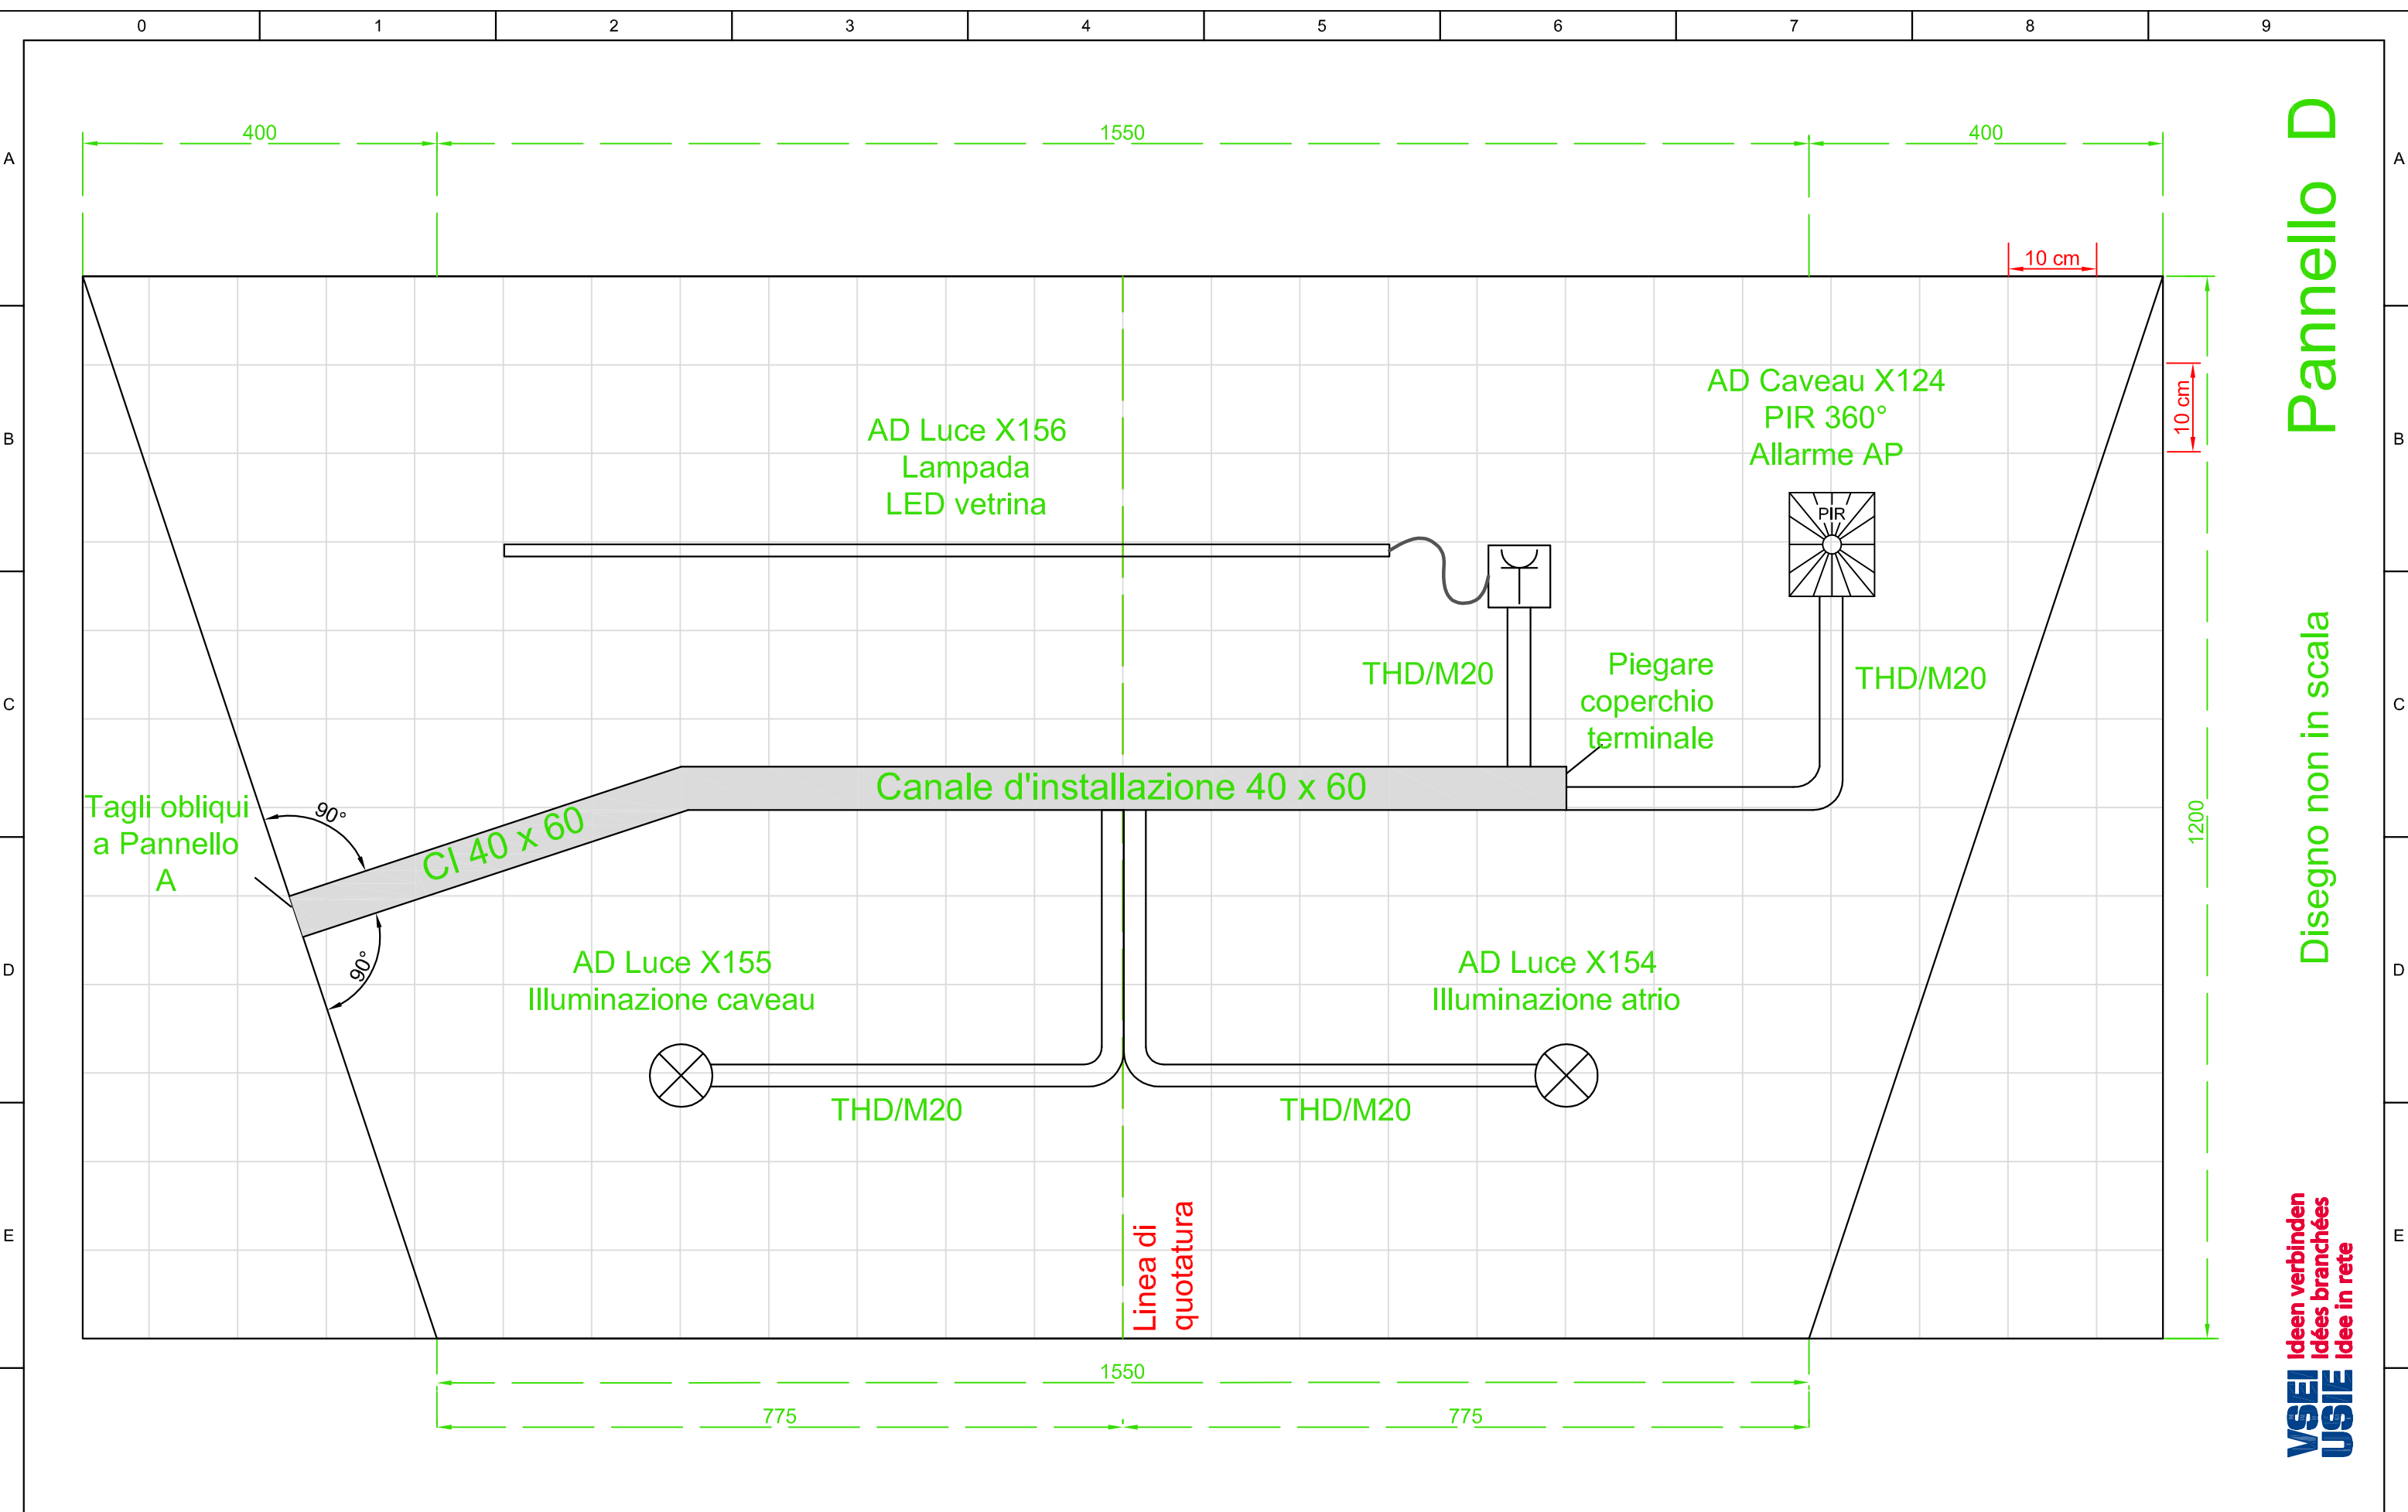 0 1 2 3 4 5 6 7 8 9
A
B
C
D
E
A
B
C
D
E
400
1550
400
10 cm
10 cm
1200
AD Luce X156
Lampada
LED vetrina
AD Caveau X124
PIR 360°
Allarme AP
PIR
THD/M20
Piegare
coperchio
terminale
THD/M20
Canale d'installazione 40 x 60
CI 40 x 60
Tagli obliqui
a Pannello
A
90°
90°
AD Luce X155
Illuminazione caveau
AD Luce X154
Illuminazione atrio
THD/M20
THD/M20
Linea di
quotatura
1550
775
775
Pannello D
Disegno non in scala
VSEI
USIE
Ideen verbinden
Idées branchées
Idee in rete